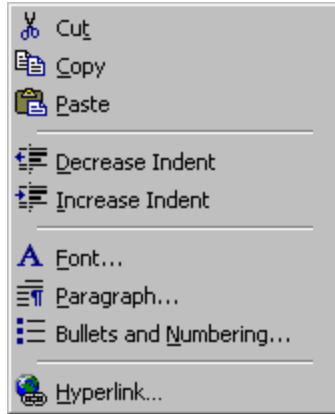 Cut
Copy
Paste
Decrease Indent
Increase Indent
Font...
Paragraph...
Bullets and Numbering...
Hyperlink...